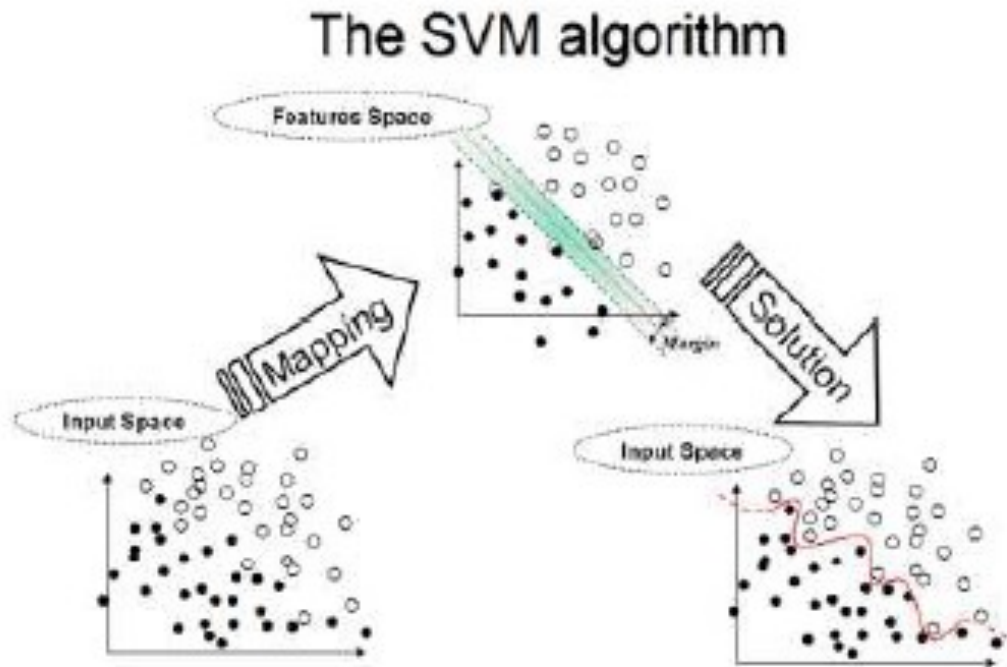 The SVM algorithm
Features Space
Margin
Mapping
Solution
Input Space
Input Space